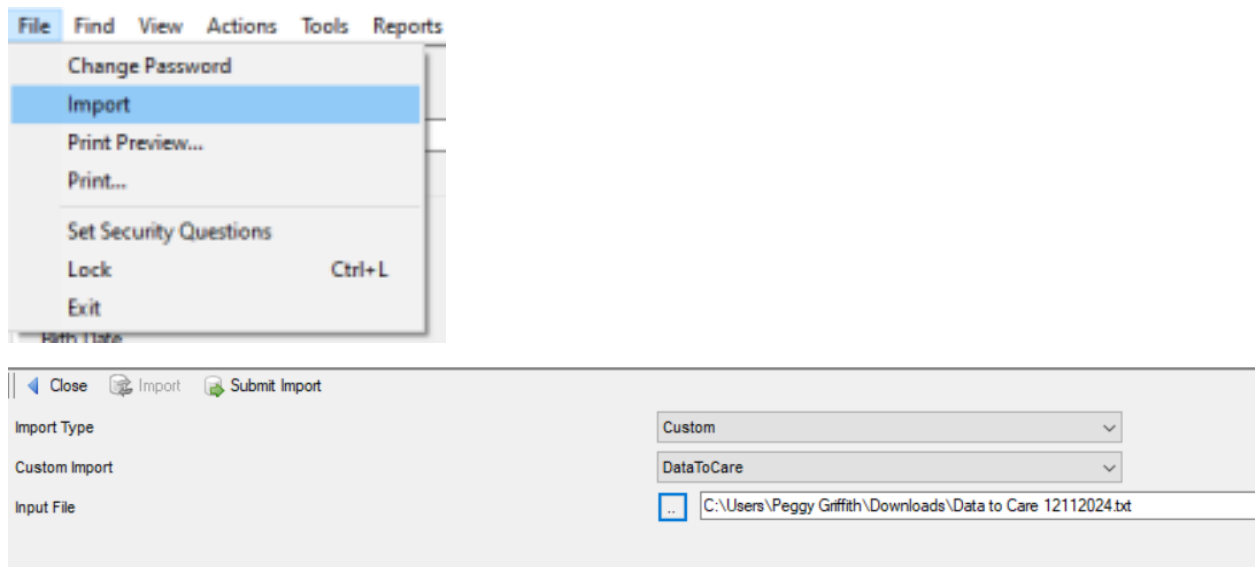 File Find View Actions Tools Reports
Change Password
Import
Print Preview...
Print...
Set Security Questions
Lock Ctrl+L
Exit
Birth Date
Close Import Submit Import
Import Type Custom
Custom Import DataToCare
Input File .. C:\Users\Peggy Griffith\Downloads\Data to Care 12112024.txt